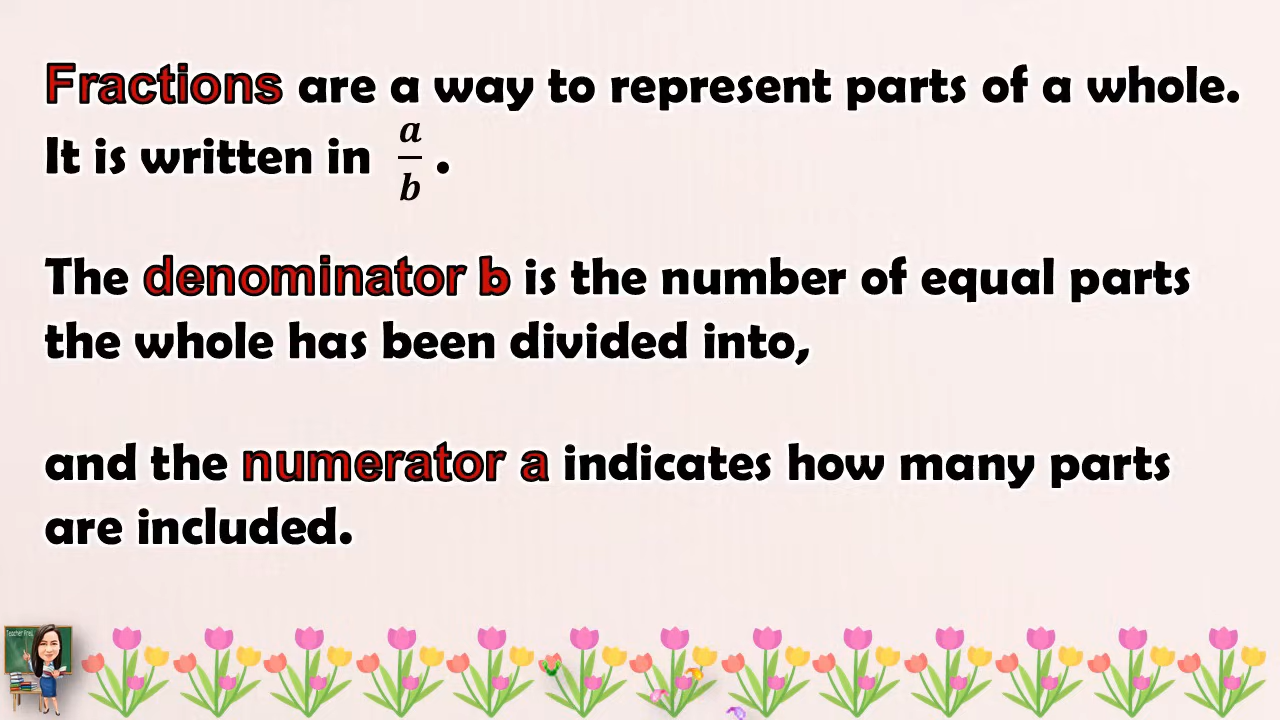 Fractions are a way to represent parts of a whole.
It is written in a/b .
The denominator b is the number of equal parts
the whole has been divided into,
and the numerator a indicates how many parts
are included.